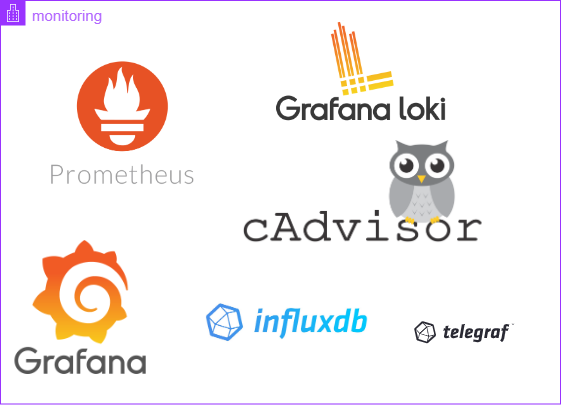 monitoring
Grafana loki
Prometheus
cAdvisor
influxdb
telegraf
Grafana